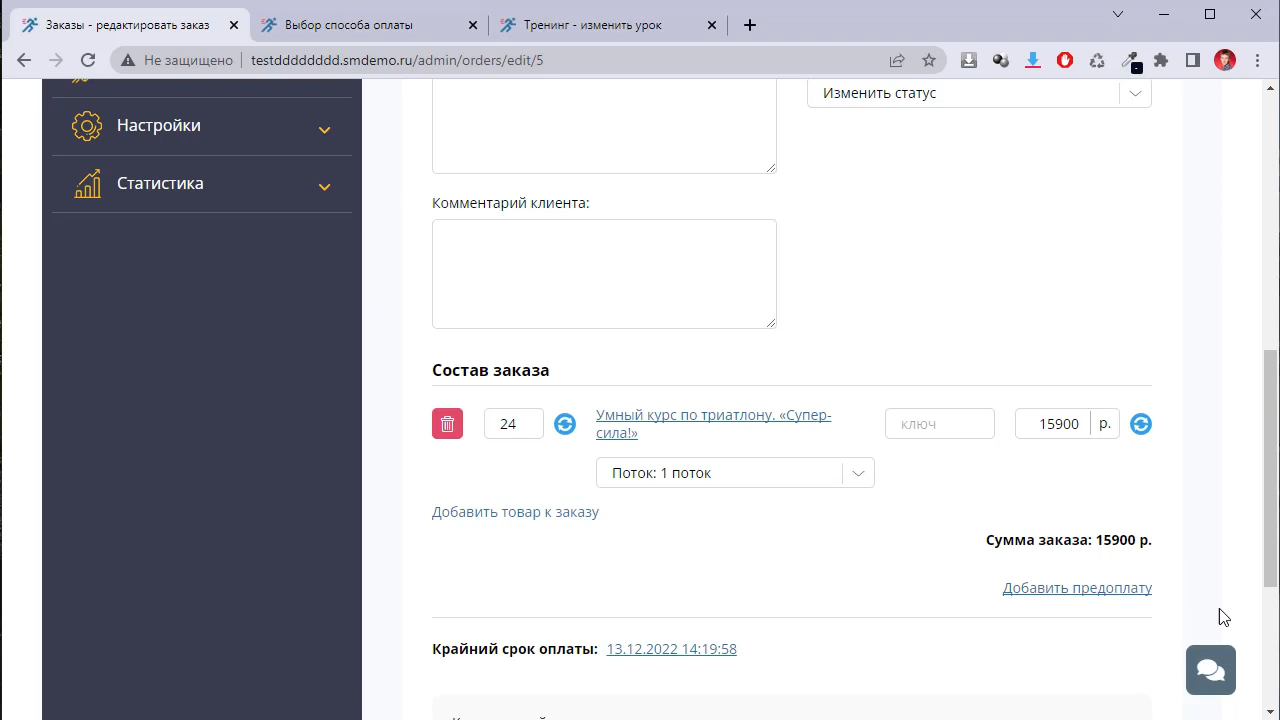 Заказы - редактировать заказ
Выбор способа оплаты
Тренинг - изменить урок
Не защищено
testdddddddd.smdemo.ru/admin/orders/edit/5
Настройки
Статистика
Изменить статус
Комментарий клиента:
Состав заказа
24
Умный курс по триатлону. «Супер-
сила!»
ключ
15900 р.
Поток: 1 поток
Добавить товар к заказу
Сумма заказа: 15900 р.
Добавить предоплату
Крайний срок оплаты: 13.12.2022 14:19:58